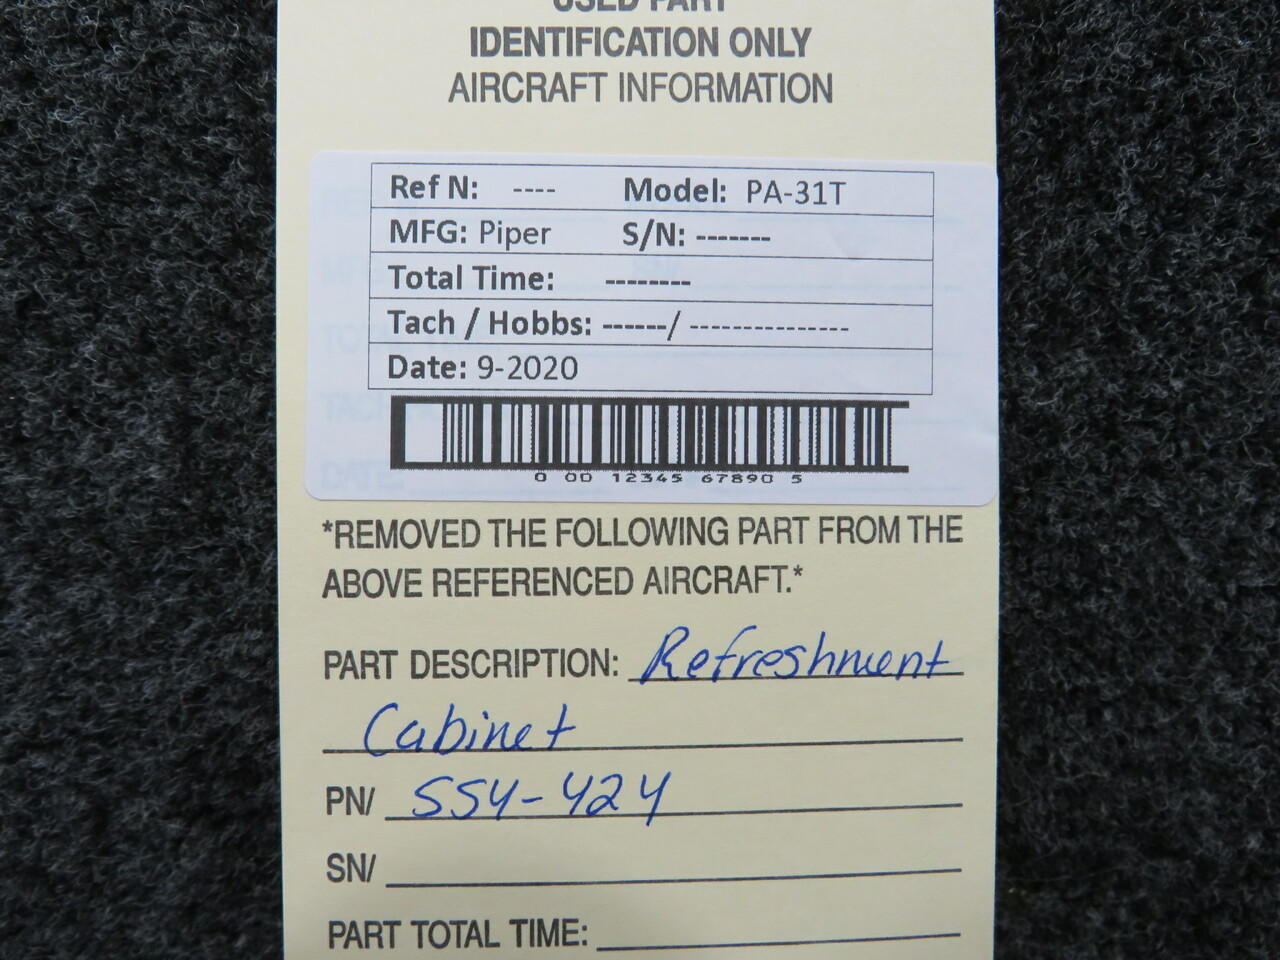 USED PART
IDENTIFICATION ONLY
AIRCRAFT INFORMATION
Ref N: ---- Model: PA-31T
MFG: Piper S/N: -------
Total Time: --------
Tach / Hobbs: ------/ ---------------
Date: 9-2020
0 00 12345 67890 5
*REMOVED THE FOLLOWING PART FROM THE
ABOVE REFERENCED AIRCRAFT.*
PART DESCRIPTION: Refreshment
Cabinet
PN/ 554-424
SN/
PART TOTAL TIME: